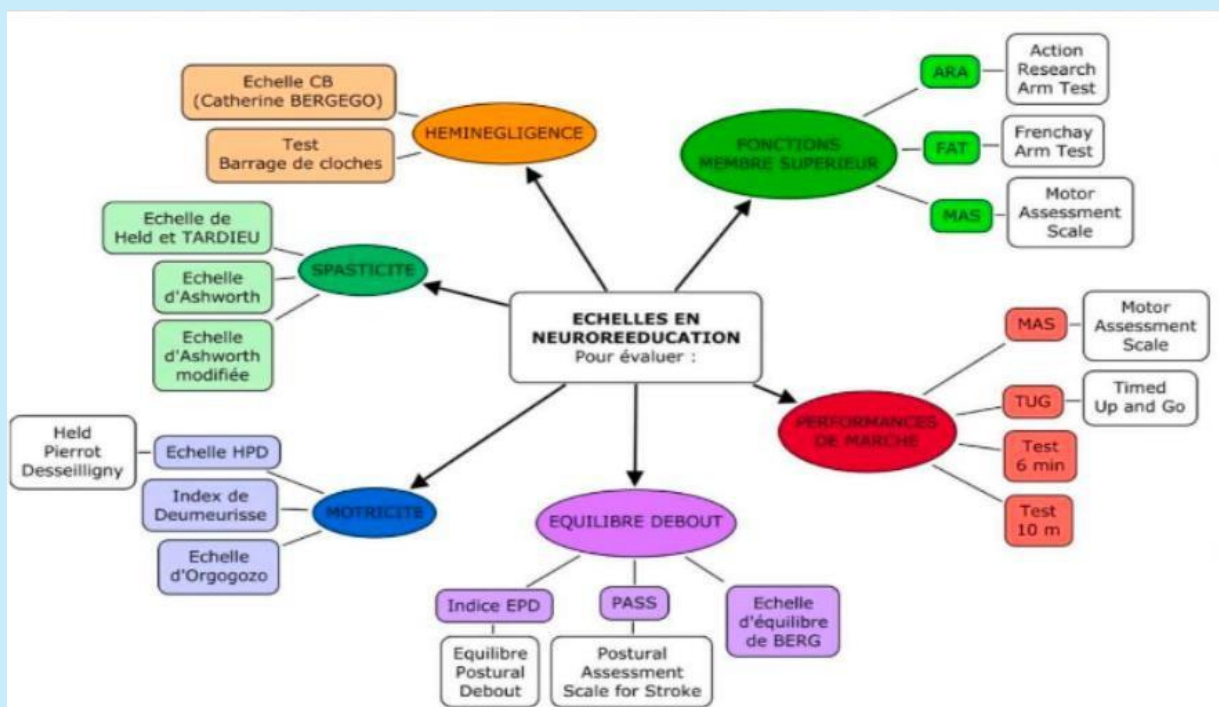 Echelle CB
(Catherine BERGEGO)
Test
Barrage de cloches
HEMINEGLIGENCE
FONCTIONS
MEMBRE SUPERIEUR
ARA
Action
Research
Arm Test
FAT
Frenchay
Arm Test
MAS
Motor
Assessment
Scale
Echelle de
Held et TARDIEU
Echelle
d'Ashworth
Echelle
d'Ashworth
modifiée
SPASTICITE
ECHELLES EN
NEUROREEDUCATION
Pour évaluer :
MAS
Motor
Assessment
Scale
TUG
Timed
Up and Go
Test
6 min
Test
10 m
PERFORMANCES
DE MARCHE
Held
Pierrot
Desseilligny
Echelle HPD
Index de
Deumeurisse
Echelle
d'Orgogozo
MOTRICITE
EQUILIBRE DEBOUT
Indice EPD
Equilibre
Postural
Debout
PASS
Postural
Assessment
Scale for Stroke
Echelle
d'équilibre
de BERG